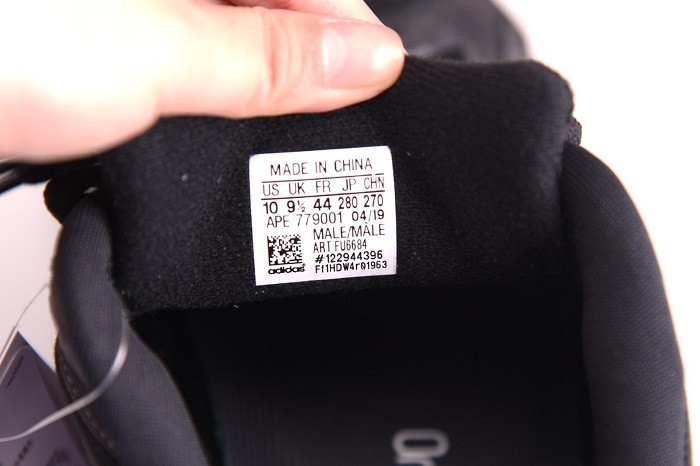 MADE IN CHINA
US UK FR JP CHN
10 9½ 44 280 270
APE 779001 04/19
MALE/MÂLE
ART FU6684
#122944396
adidas F11HDW4r01963